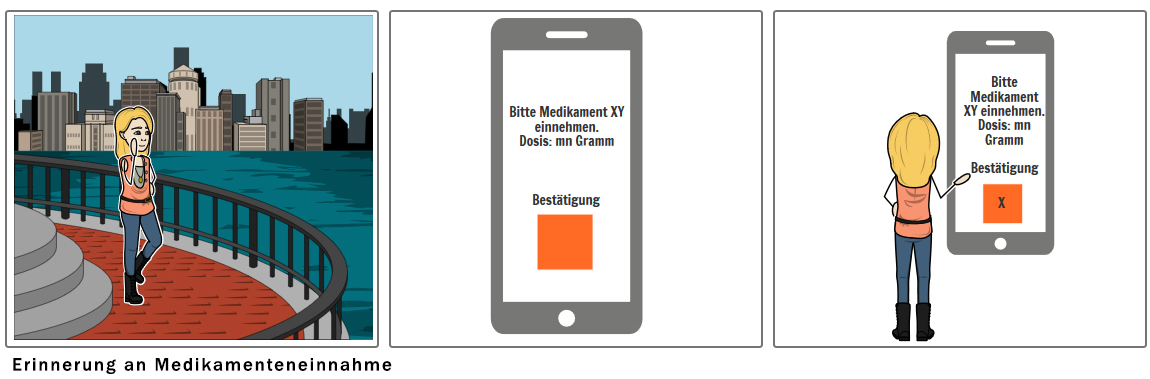 Bitte Medikament XY
einnehmen.
Dosis: mn Gramm
Bestätigung
Bitte
Medikament
XY einnehmen.
Dosis: mn
Gramm
Bestätigung
X
Erinnerung an Medikamenteneinnahme